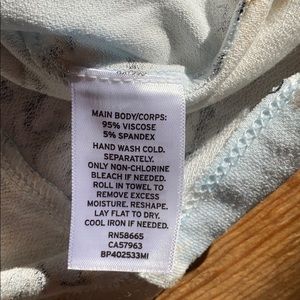 MAIN BODY/CORPS:
95% VISCOSE
5% SPANDEX
HAND WASH COLD.
SEPARATELY.
ONLY NON-CHLORINE
BLEACH IF NEEDED.
ROLL IN TOWEL TO
REMOVE EXCESS
MOISTURE. RESHAPE.
LAY FLAT TO DRY.
COOL IRON IF NEEDED.
RN58665
CA57963
BP402533MI